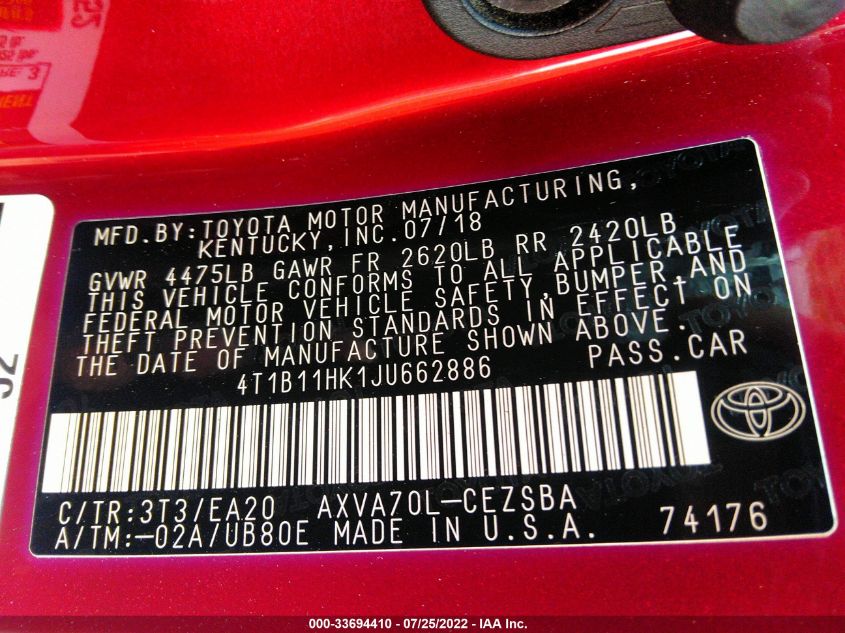 MFD.BY:TOYOTA MOTOR MANUFACTURING,
KENTUCKY,INC.07/18
GVWR 4475LB GAWR FR 2620LB RR 2420LB
THIS VEHICLE CONFORMS TO ALL APPLICABLE
FEDERAL MOTOR VEHICLE SAFETY,BUMPER,AND
THEFT PREVENTION STANDARDS IN EFFECT ON
THE DATE OF MANUFACTURE SHOWN ABOVE.
4T1B11HK1JU662886 PASS.CAR
C/TR:3T3/EA20 AXVA70L-CEZSBA
A/TM:-02A/UB80E MADE IN U.S.A. 74176
000-33694410 - 07/25/2022 - IAA Inc.